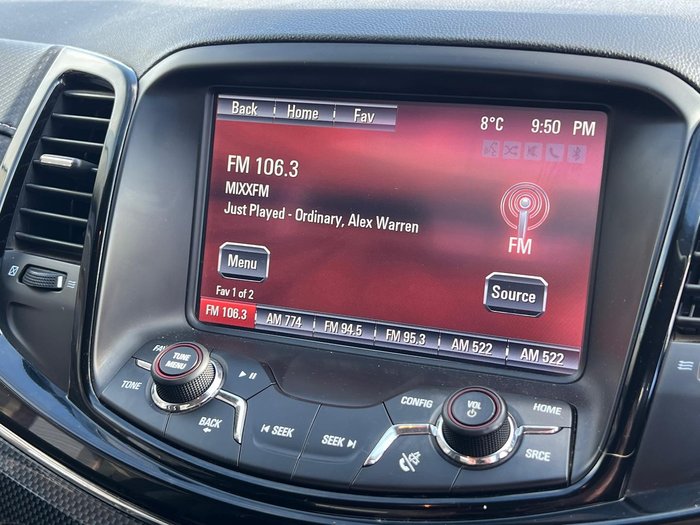 Back Home Fav
8°C 9:50 PM
FM 106.3
MIXXFM
Just Played - Ordinary, Alex Warren
FM
Menu
Source
Fav 1 of 2
FM 106.3 AM 774 FM 94.5 FM 95.3 AM 522 AM 522
FAV
TUNE
MENU
TONE
BACK
SEEK
SEEK
CONFIG
VOL
HOME
SRCE